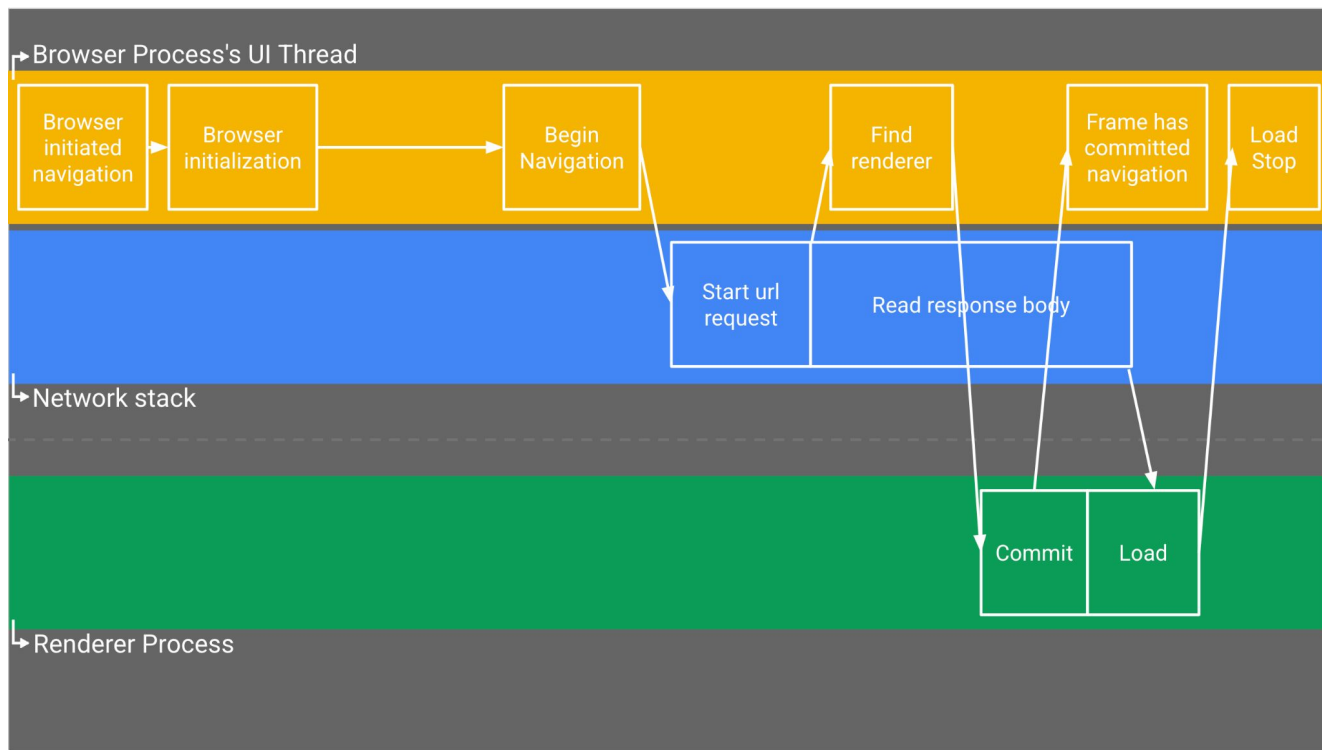 Browser Process's UI Thread
Browser
initiated
navigation
Browser
initialization
Begin
Navigation
Find
renderer
Frame has
committed
navigation
Load
Stop
Start url
request
Read response body
Network stack
Commit
Load
Renderer Process